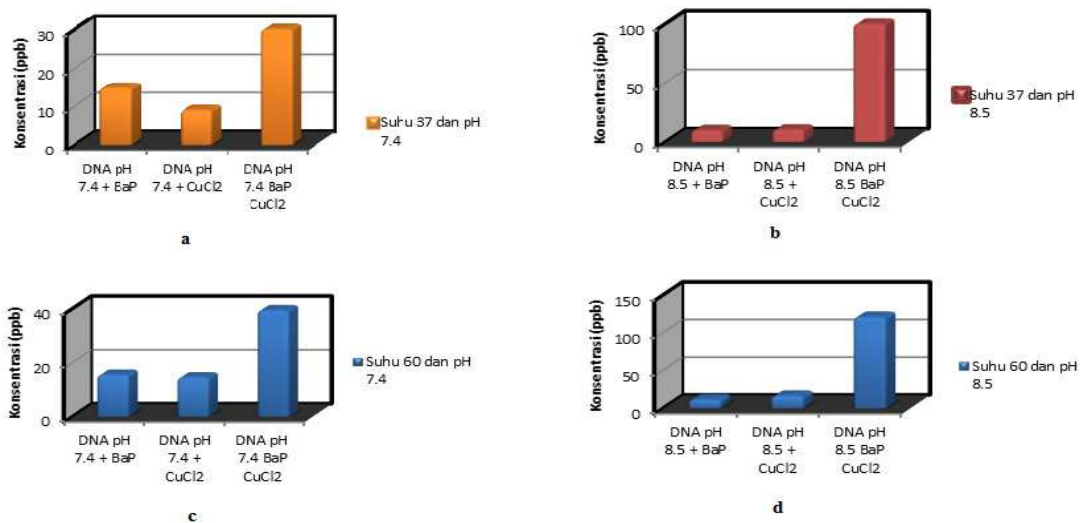 Konsentrasi (ppb)
30
20
10
0
DNA pH
7.4 + BaP
DNA pH
7.4 + CuCl2
DNA pH
7.4 BaP
CuCl2
Suhu 37 dan pH
7.4
a
Konsentrasi (ppb)
100
50
0
DNA pH
8.5 + BaP
DNA pH
8.5 +
CuCl2
DNA pH
8.5 BaP
CuCl2
Suhu 37 dan pH
8.5
b
Konsentrasi (ppb)
40
20
0
DNA pH
7.4 + BaP
DNA pH
7.4 +
CuCl2
DNA pH
7.4 BaP
CuCl2
Suhu 60 dan pH
7.4
c
Konsentrasi (ppb)
150
100
50
0
DNA pH
8.5 + BaP
DNA pH
8.5 +
CuCl2
DNA pH
8.5 BaP
CuCl2
Suhu 60 dan pH
8.5
d